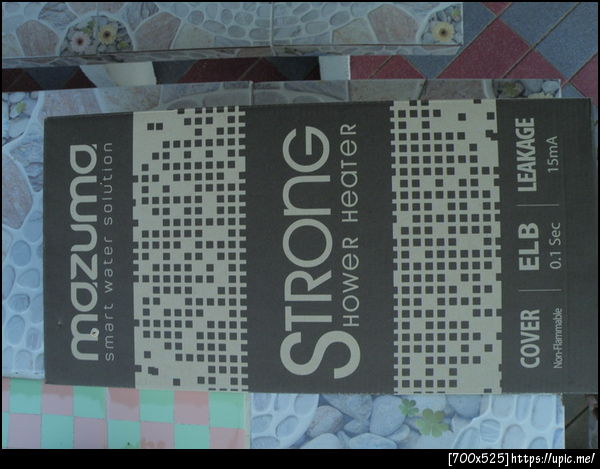 mazuma
smart water solution
STRONG
SHOWER HEATER
COVER | ELB | LEAKAGE
Non-Flammable 0.1 Sec 15mA
[700x525]https://upic.me/